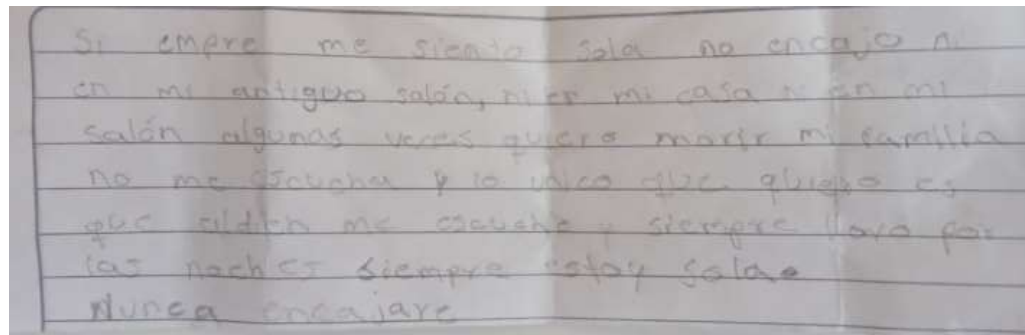 Si empre me siento sola no encajo ni
en mi antiguo salón, ni en mi casa ni en mi
salón algunas veces quiero morir mi familia
no me escucha y lo unico que quiero es
que alguien me escuche y siempre lloro por
las noches siempre estoy sola
Nunca encajare